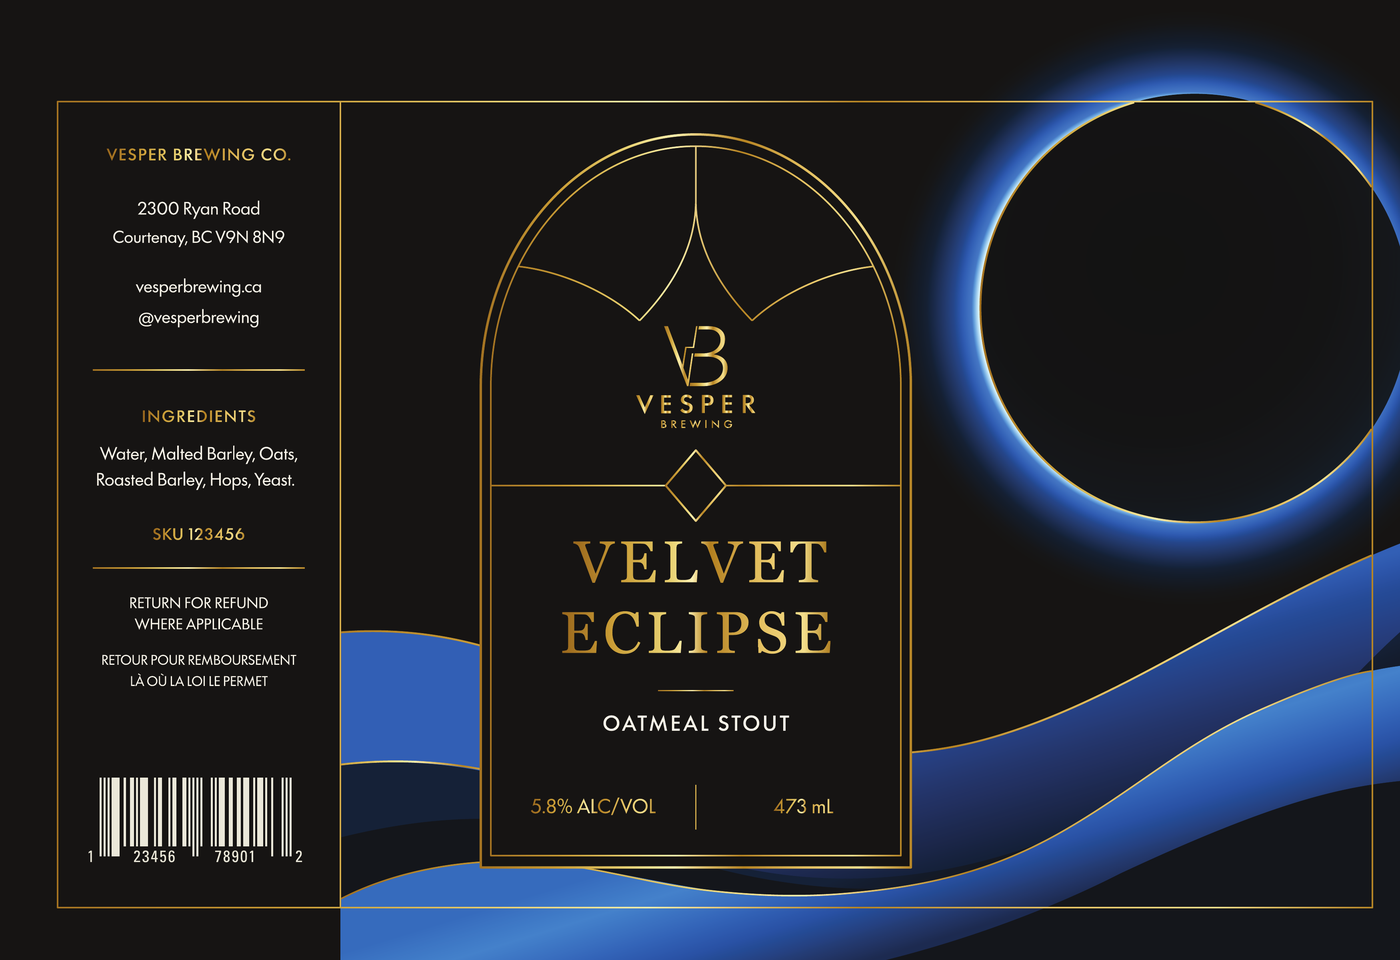 VESPER BREWING CO.
2300 Ryan Road
Courtenay, BC V9N 8N9
vesperbrewing.ca
@vesperbrewing
INGREDIENTS
Water, Malted Barley, Oats,
Roasted Barley, Hops, Yeast.
SKU 123456
RETURN FOR REFUND
WHERE APPLICABLE
RETOUR POUR REMBOURSEMENT
LÀ OÙ LA LOI LE PERMET
1 23456 78901 2
VB
VESPER
BREWING
VELVET
ECLIPSE
OATMEAL STOUT
5.8% ALC/VOL
473 mL